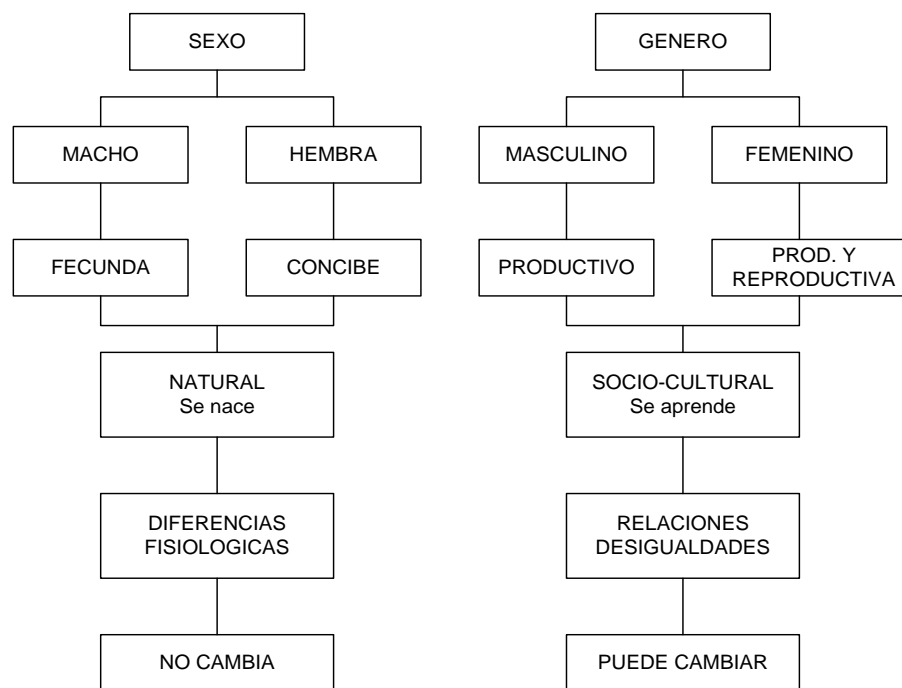 SEXO
GENERO
MACHO
HEMBRA
MASCULINO
FEMENINO
FECUNDA
CONCIBE
PRODUCTIVO
PROD. Y
REPRODUCTIVA
NATURAL
Se nace
SOCIO-CULTURAL
Se aprende
DIFERENCIAS
FISIOLOGICAS
RELACIONES
DESIGUALDADES
NO CAMBIA
PUEDE CAMBIAR